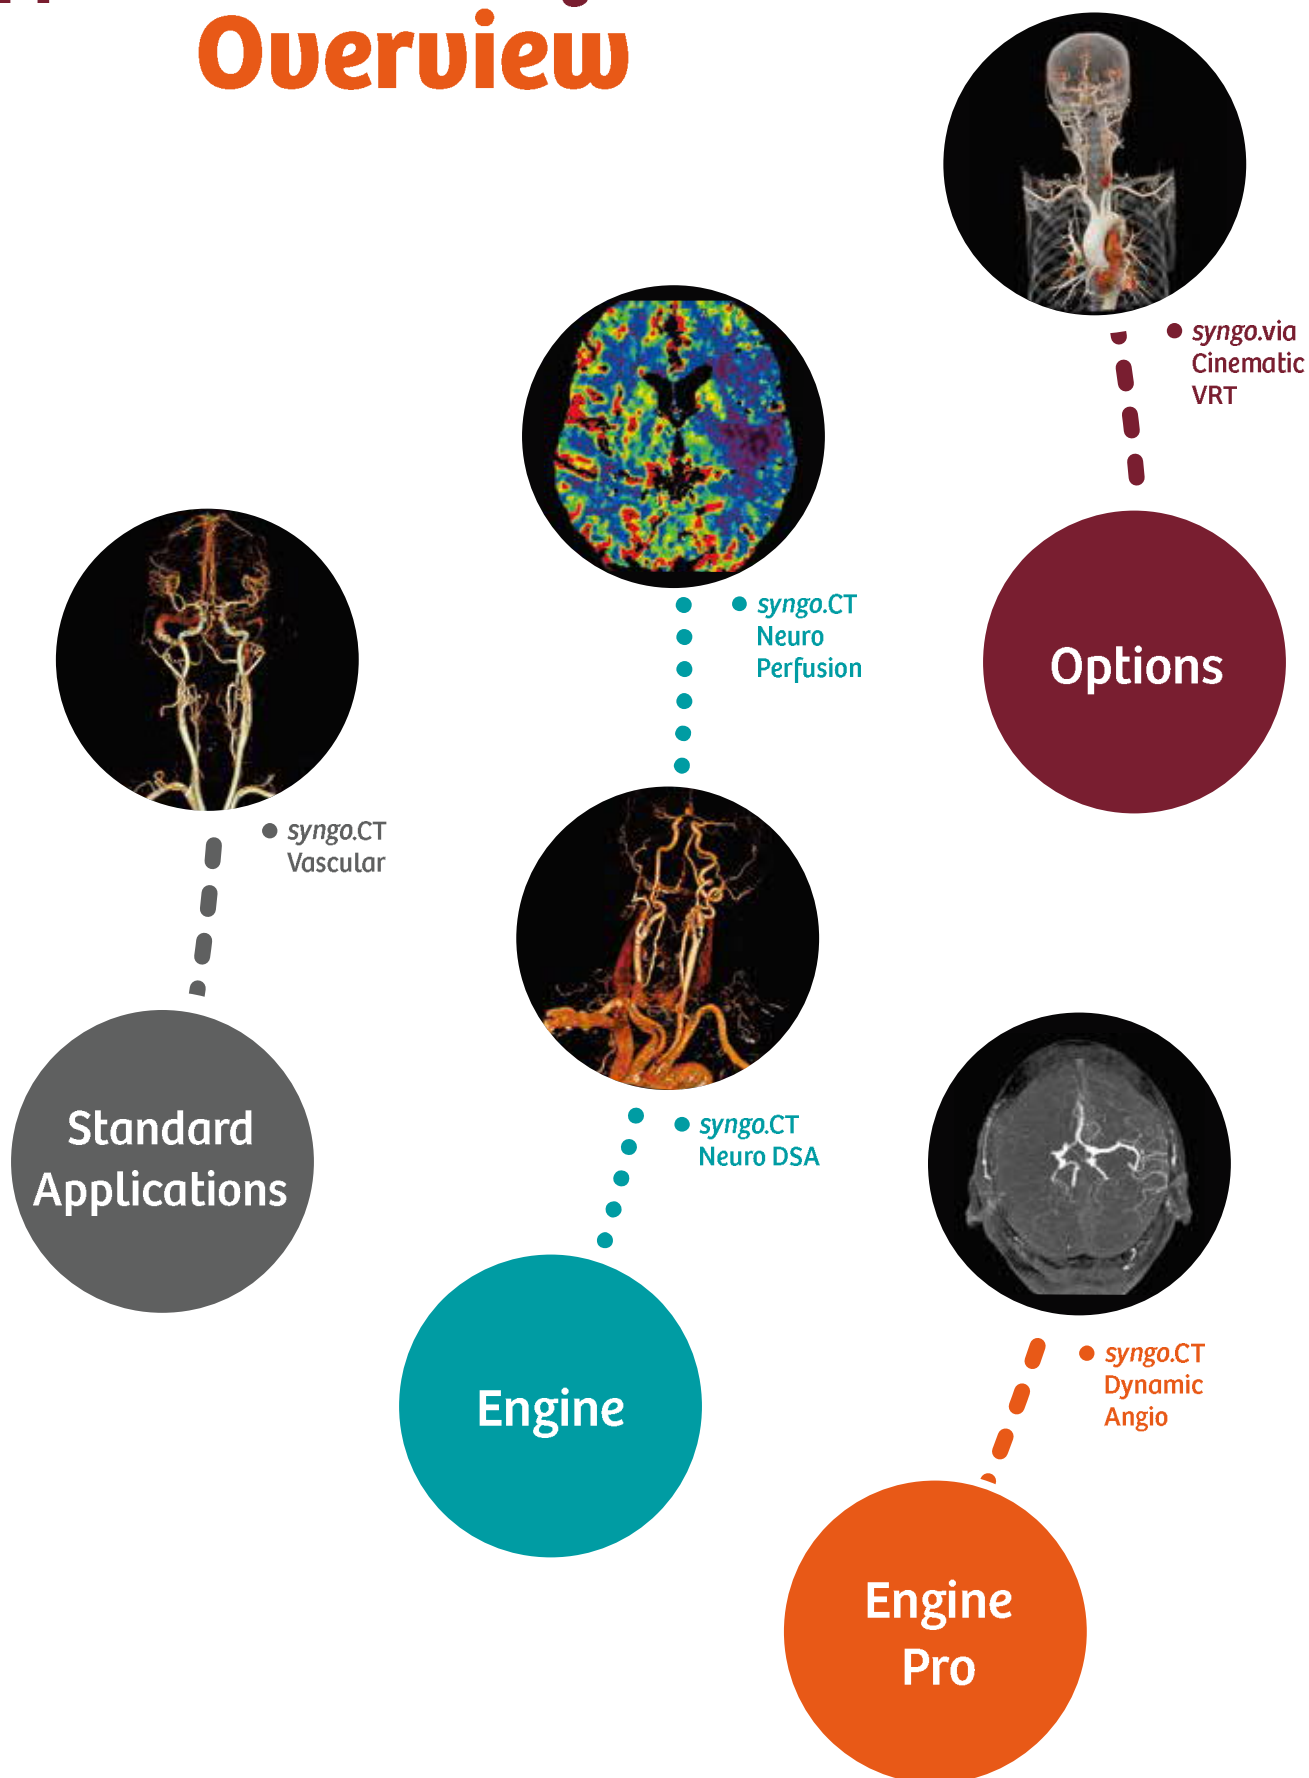 Overview
syngo.via
Cinematic
VRT
syngo.CT
Neuro
Perfusion
Options
syngo.CT
Vascular
syngo.CT
Neuro DSA
Standard
Applications
syngo.CT
Dynamic
Angio
Engine
Engine
Pro